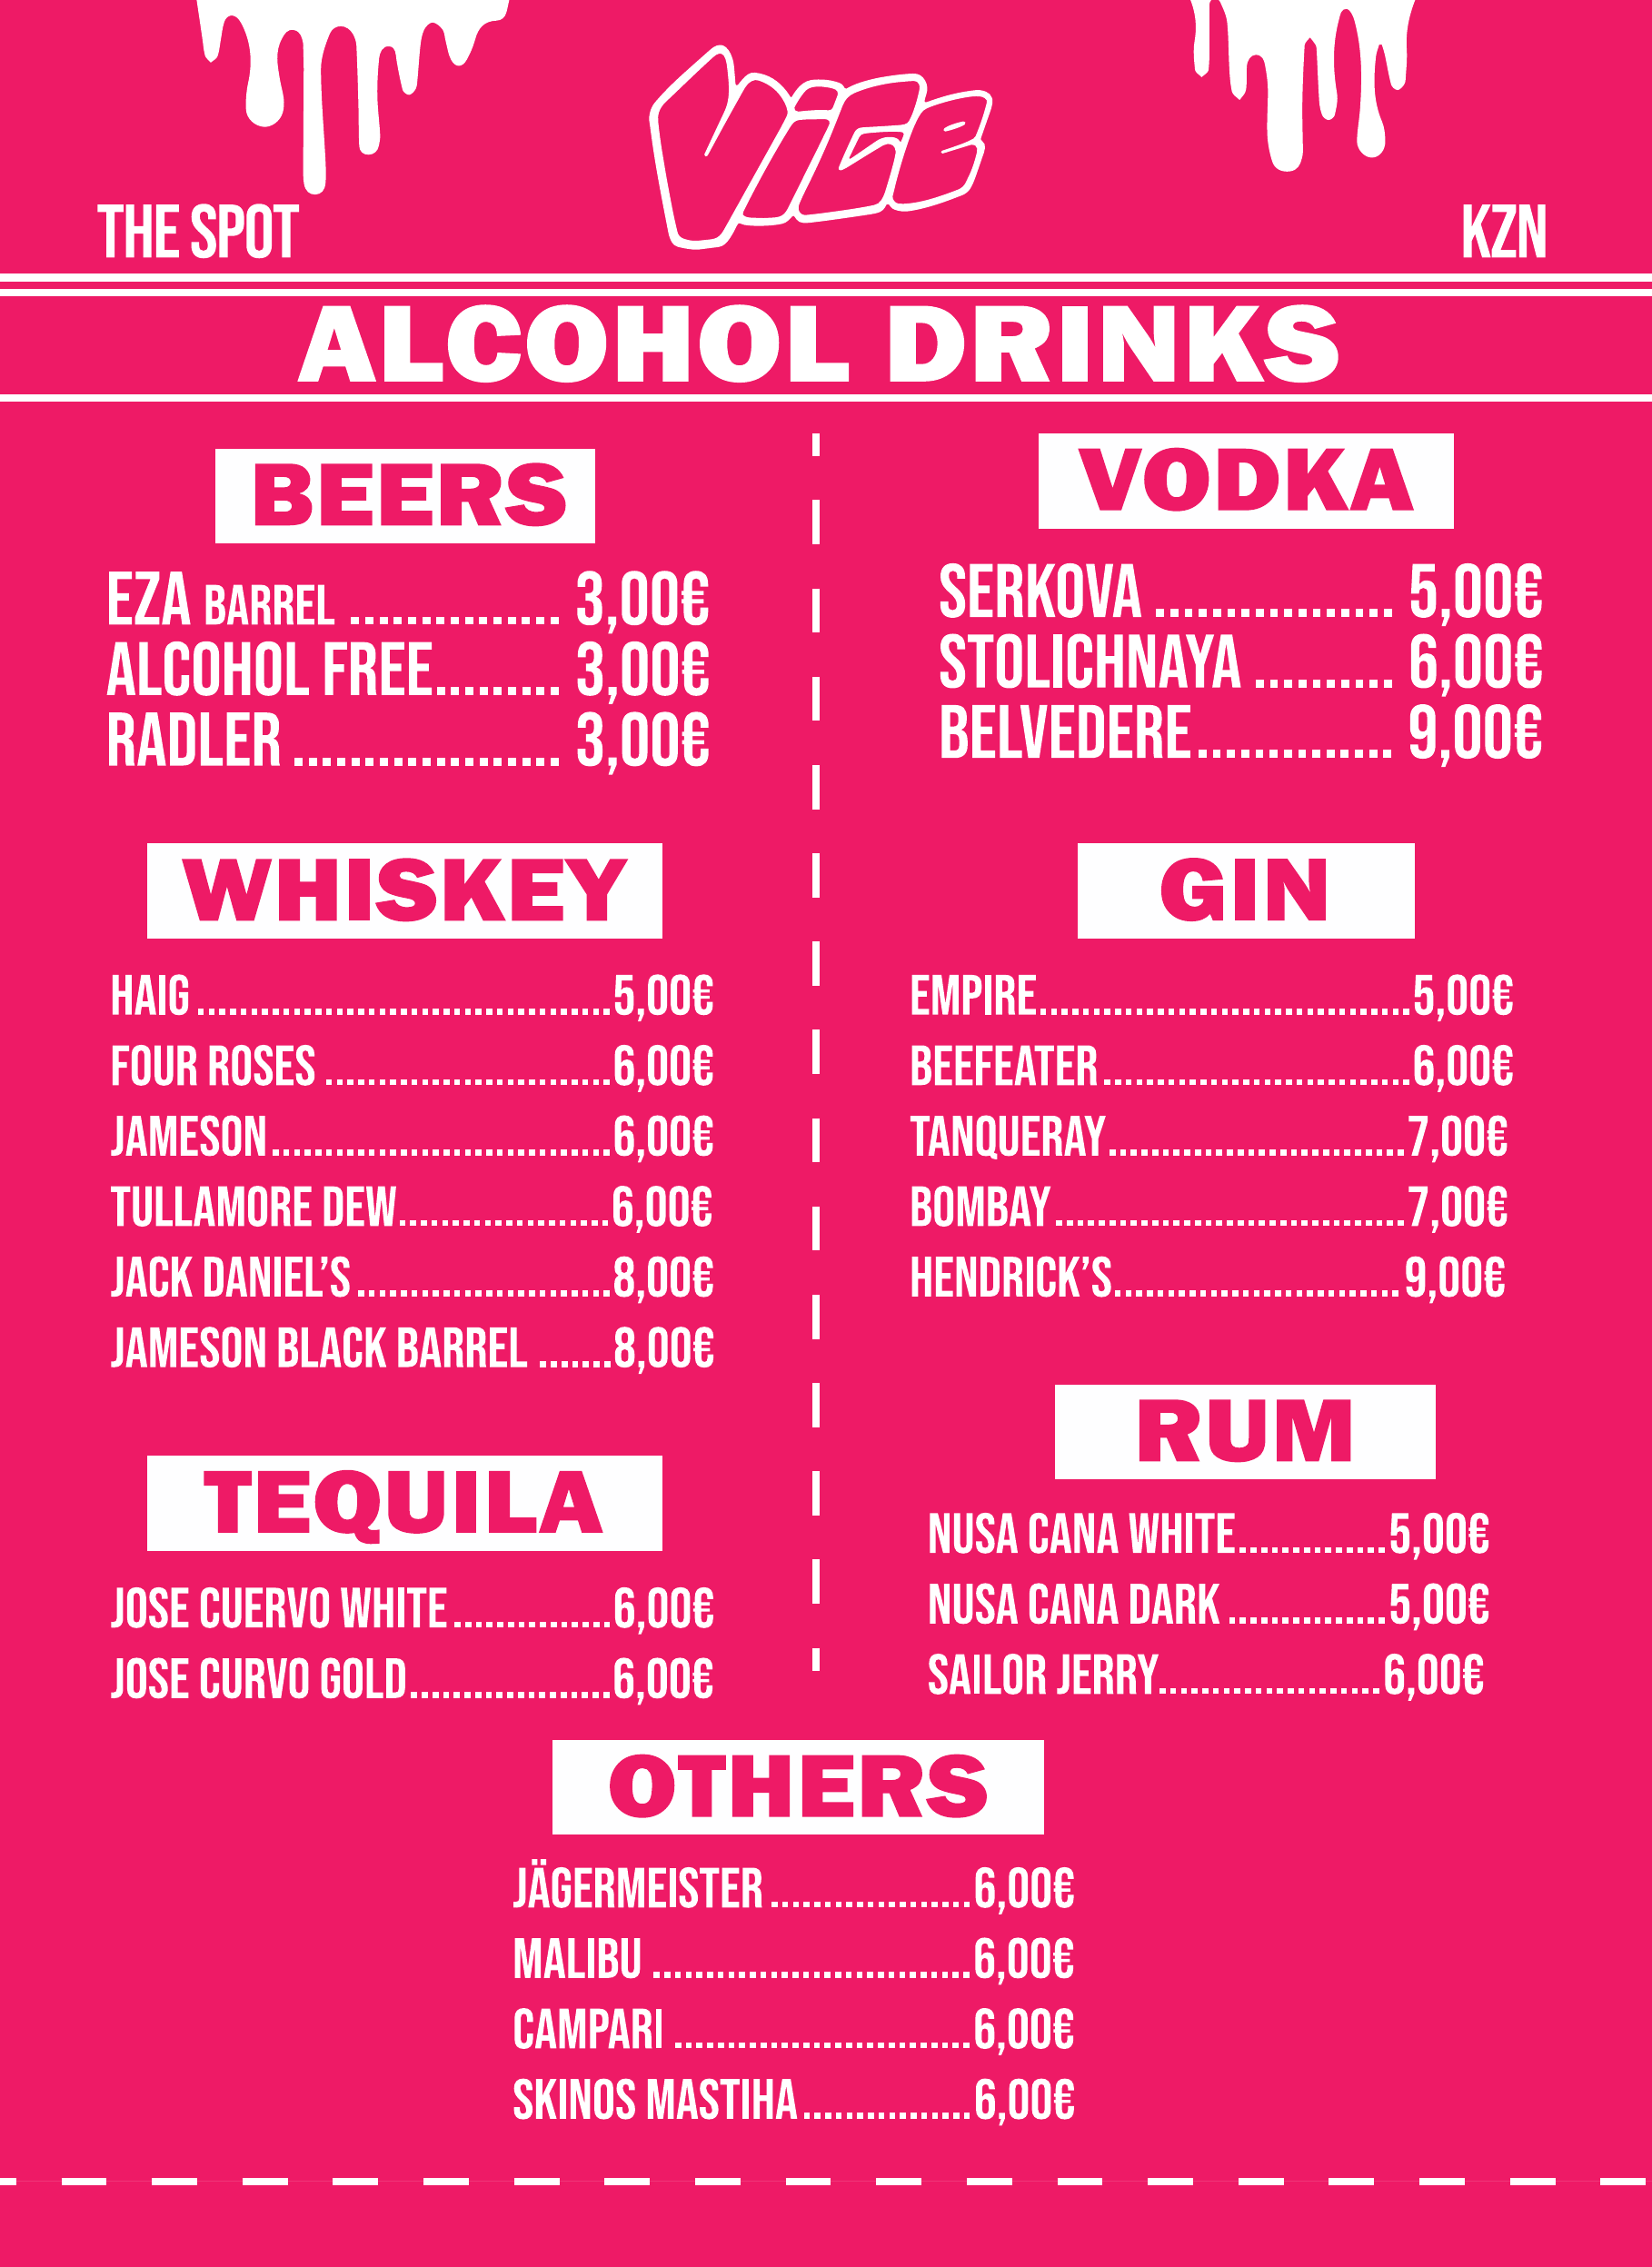 Vice
THE SPOT
KZN
ALCOHOL DRINKS
BEERS
EZA BARREL ............... 3,00€
ALCOHOL FREE......... 3,00€
RADLER ................... 3,00€
WHISKEY
HAIG .......................................5,00€
FOUR ROSES ...........................6,00€
JAMESON................................6,00€
TULLAMORE DEW....................6,00€
JACK DANIEL’S ........................8,00€
JAMESON BLACK BARREL .......8,00€
TEQUILA
JOSE CUERVO WHITE...............6,00€
JOSE CURVO GOLD...................6,00€
VODKA
SERKOVA ................. 5,00€
STOLICHNAYA .......... 6,00€
BELVEDERE.............. 9,00€
GIN
EMPIRE...................................5,00€
BEEFEATER.............................6,00€
TANQUERAY............................7,00€
BOMBAY.................................7,00€
HENDRICK’S...........................9,00€
RUM
NUSA CANA WHITE..............5,00€
NUSA CANA DARK ...............5,00€
SAILOR JERRY.....................6,00€
OTHERS
JÄGERMEISTER ...................6,00€
MALIBU ..............................6,00€
CAMPARI ............................6,00€
SKINOS MASTIHA................6,00€